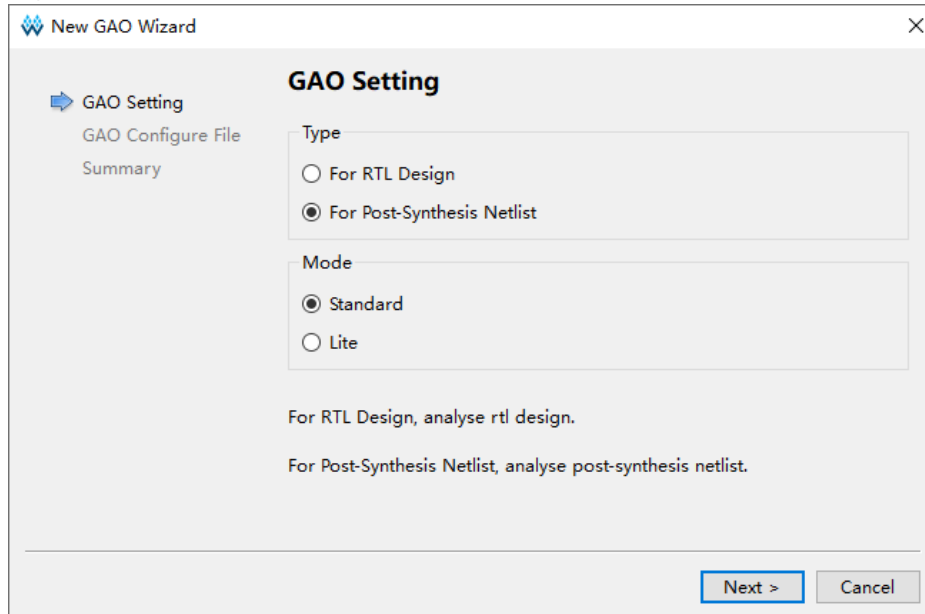 New GAO Wizard
GAO Setting
GAO Configure File
Summary
GAO Setting
Type
For RTL Design
For Post-Synthesis Netlist
Mode
Standard
Lite
For RTL Design, analyse rtl design.
For Post-Synthesis Netlist, analyse post-synthesis netlist.
Next >
Cancel